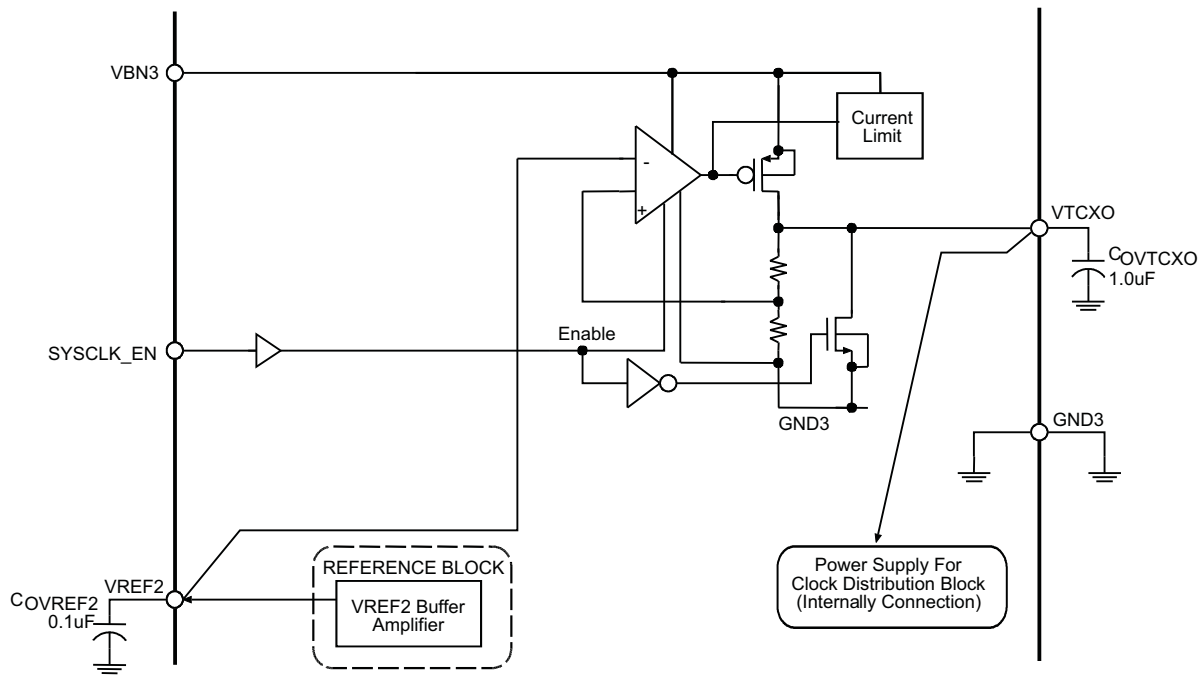 VBN3
Current
Limit
-
+
VTCXO
COVTCXO
1.0uF
Enable
SYSCLK_EN
GND3
GND3
REFERENCE BLOCK
VREF2
COVREF2
0.1uF
VREF2 Buffer
Amplifier
Power Supply For
Clock Distribution Block
(Internally Connection)